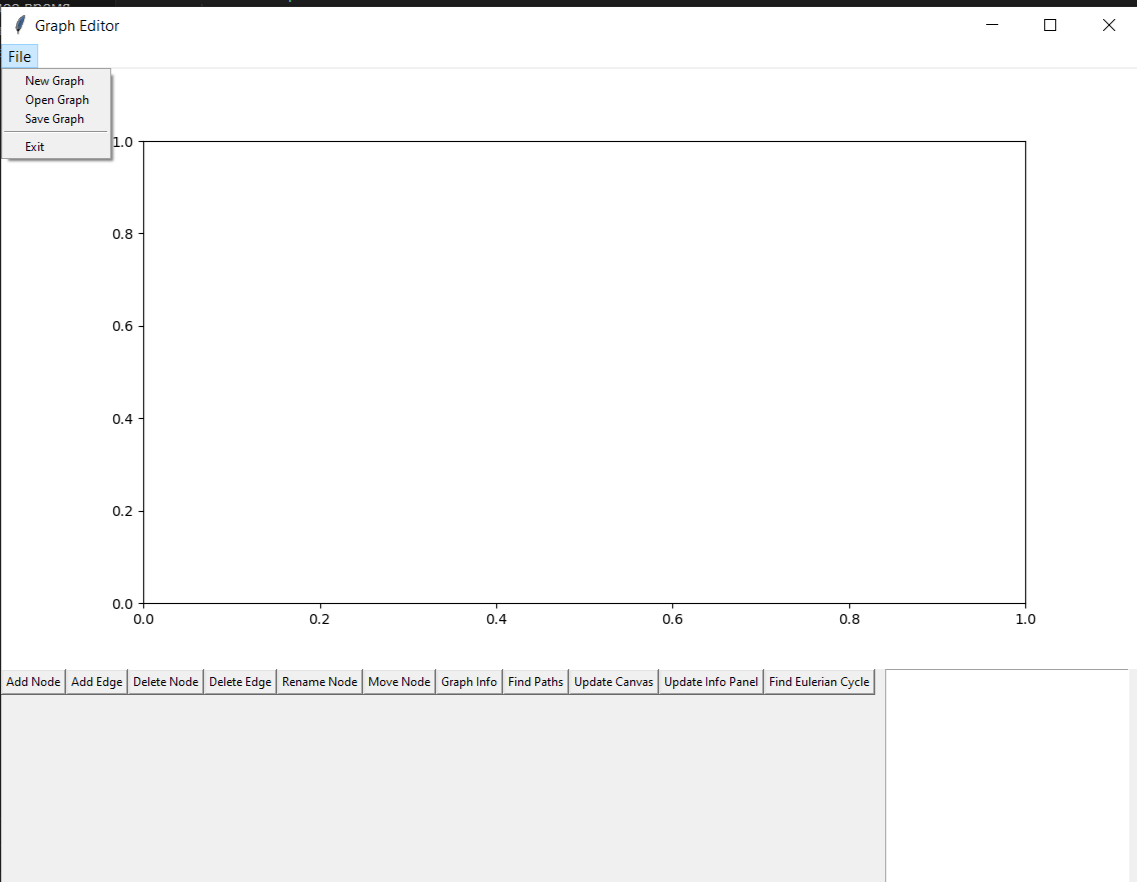 Graph Editor
File
New Graph
Open Graph
Save Graph
Exit
1.0
0.8
0.6
0.4
0.2
0.0
0.0 0.2 0.4 0.6 0.8 1.0
Add Node Add Edge Delete Node Delete Edge Rename Node Move Node Graph Info Find Paths Update Canvas Update Info Panel Find Eulerian Cycle